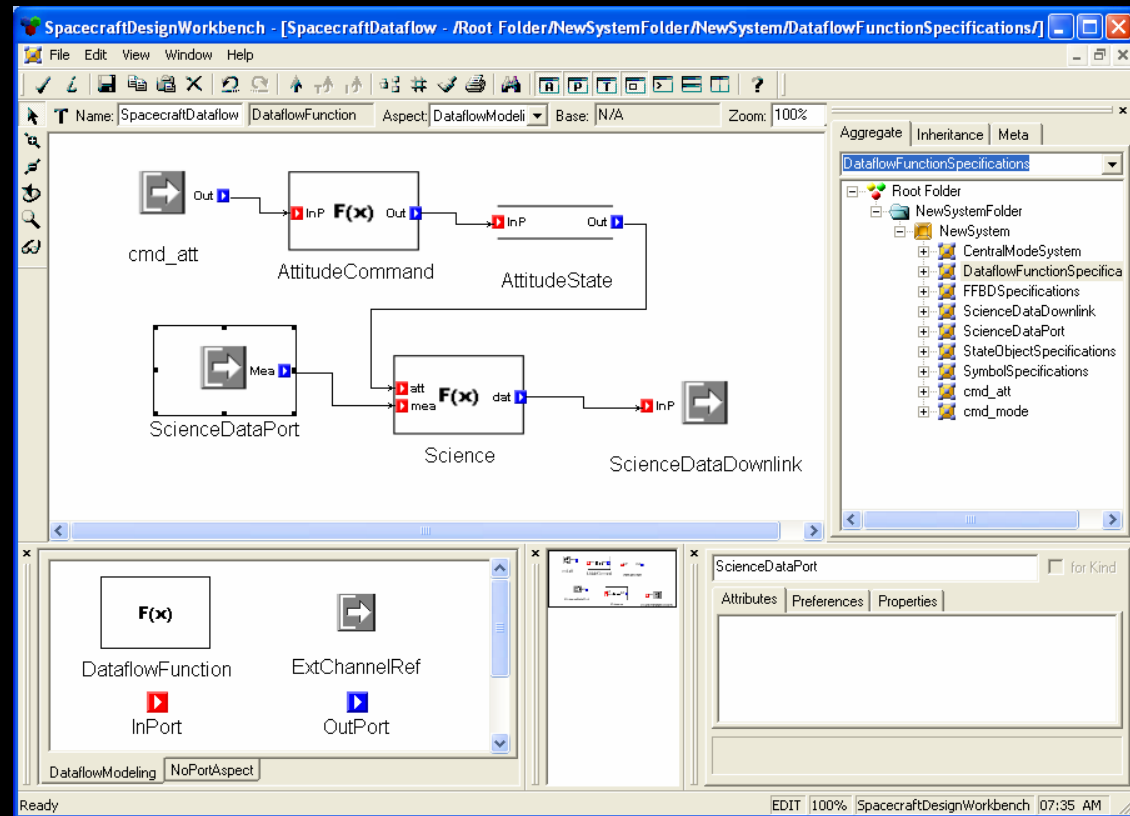 SpacecraftDesignWorkbench - [SpacecraftDataflow - /Root Folder/NewSystemFolder/NewSystem/DataflowFunctionSpecifications/]
File Edit View Window Help
A P T ?
T Name: SpacecraftDataflow DataflowFunction Aspect: DataflowModeli Base: N/A Zoom: 100%
Out
InP F(x) Out
InP Out
cmd_att
AttitudeCommand
AttitudeState
Mea
ScienceDataPort
att
mea
F(x) dat
Science
InP
ScienceDataDownlink
Aggregate Inheritance Meta
DataflowFunctionSpecifications
Root Folder
NewSystemFolder
NewSystem
CentralModeSystem
DataflowFunctionSpecifica
FFBDSpecifications
ScienceDataDownlink
ScienceDataPort
StateObjectSpecifications
SymbolSpecifications
cmd_att
cmd_mode
F(x)
DataflowFunction
ExtChannelRef
InPort
OutPort
DataflowModeling NoPortAspect
ScienceDataPort for Kind
Attributes Preferences Properties
Ready EDIT 100% SpacecraftDesignWorkbench 07:35 AM